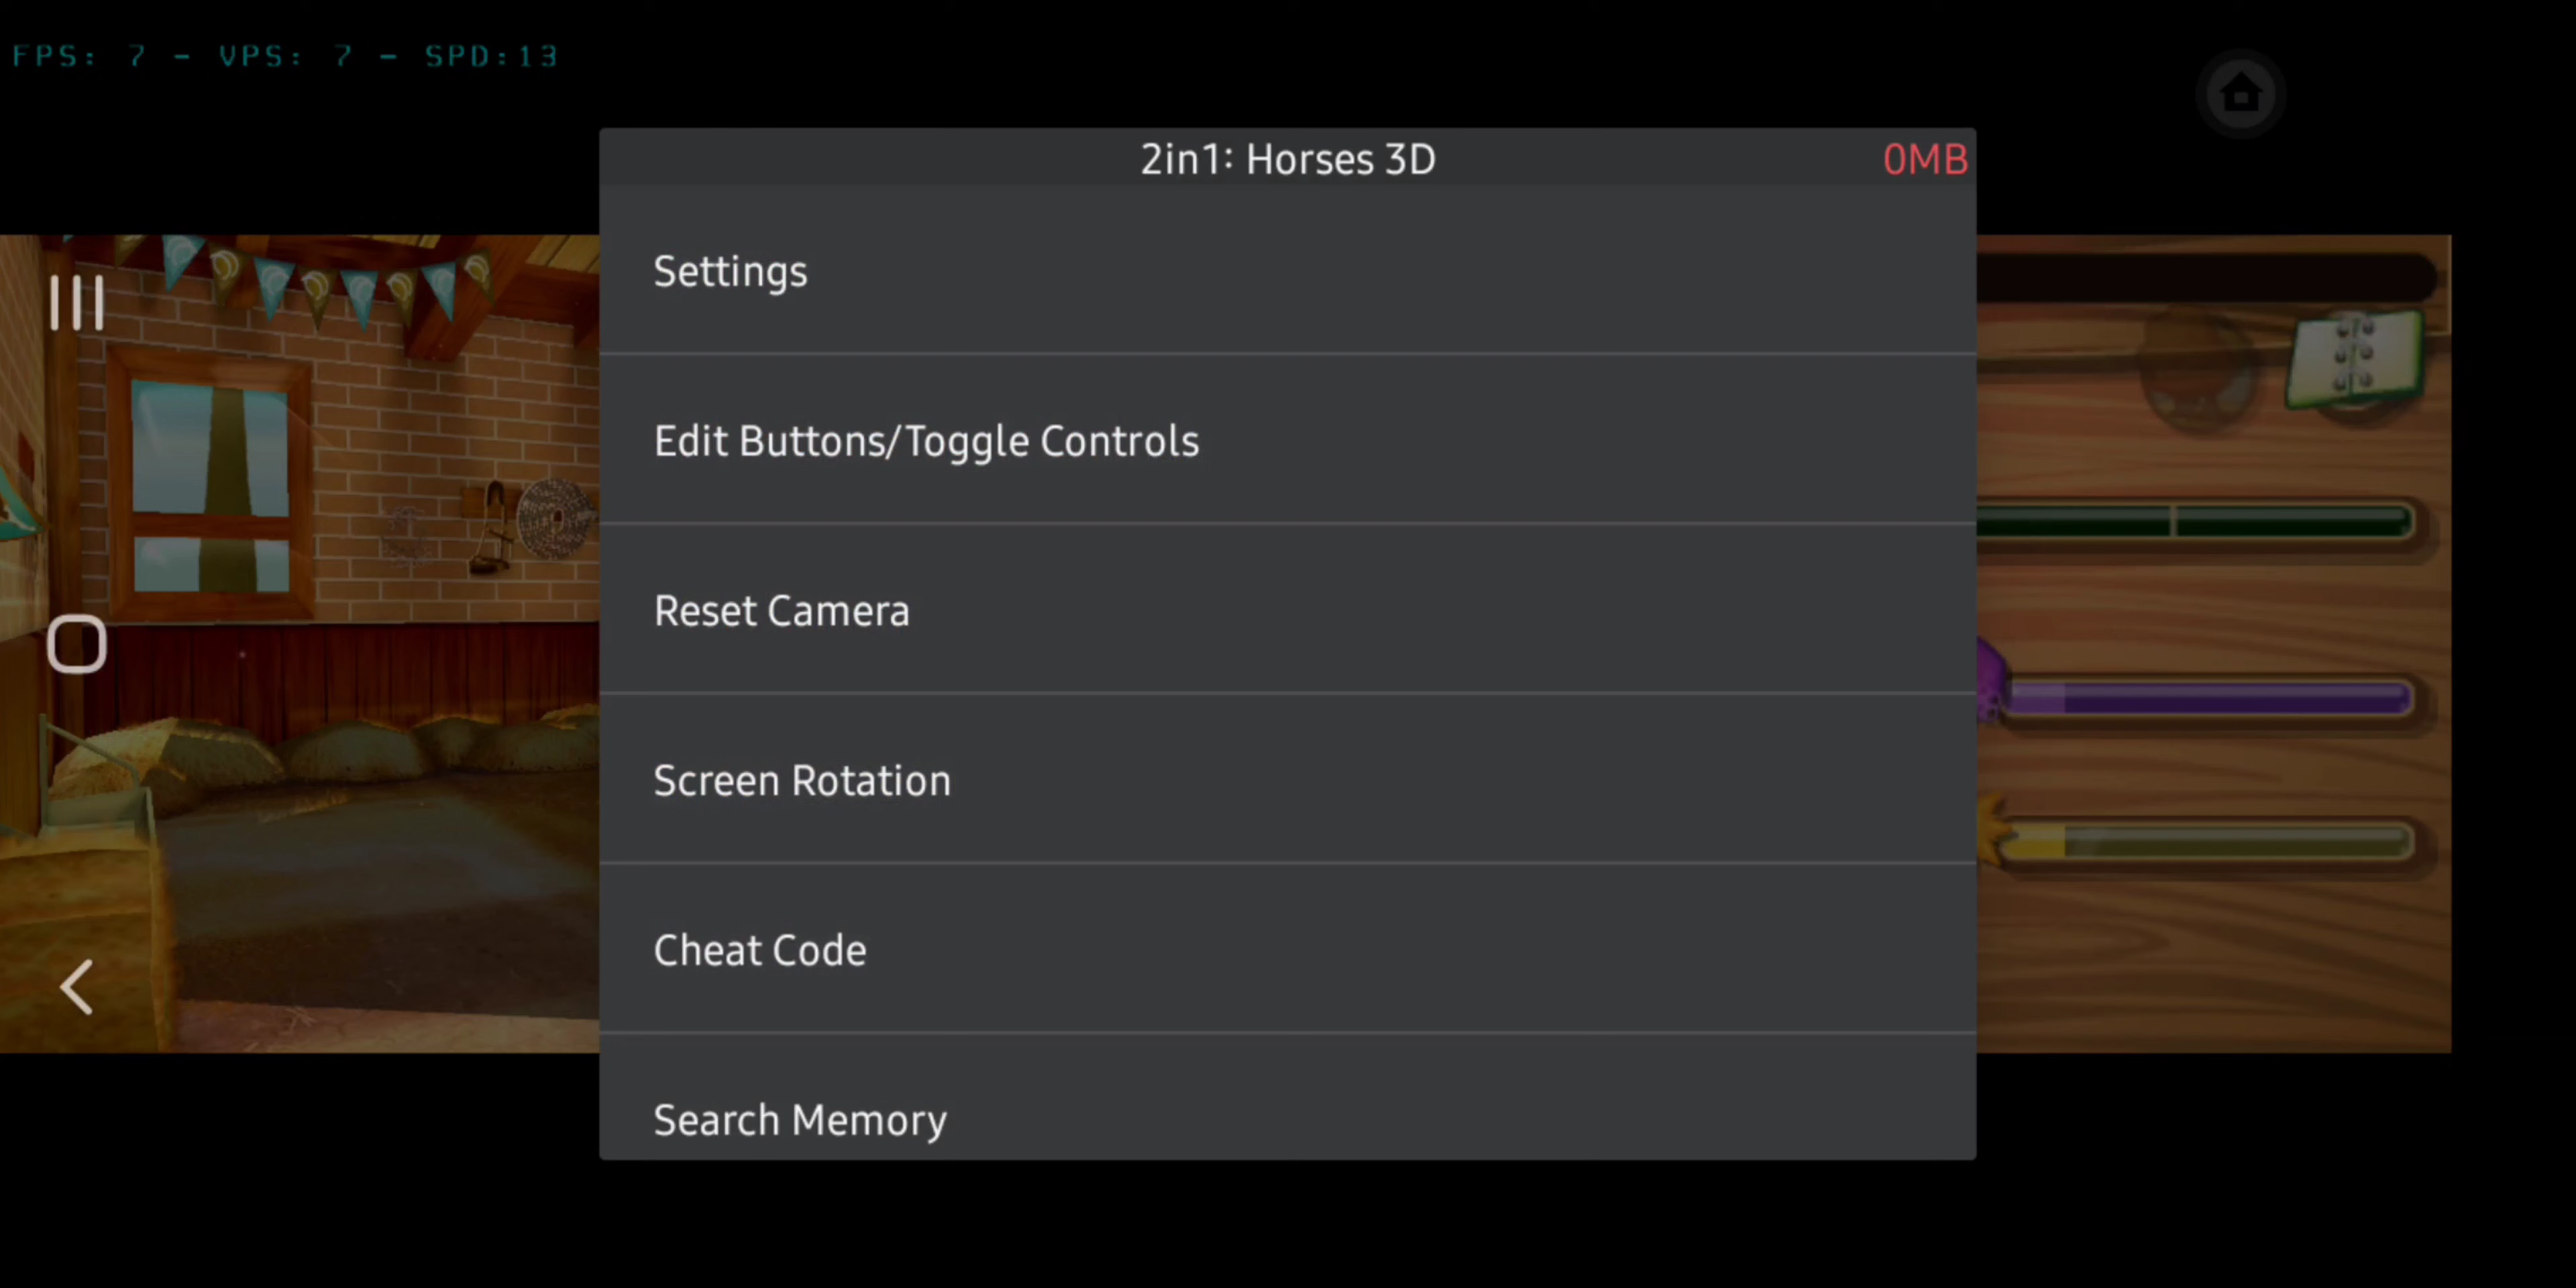 FPS: 7 - VPS: 7 - SPD:13
2in1: Horses 3D
0MB
Settings
Edit Buttons/Toggle Controls
Reset Camera
Screen Rotation
Cheat Code
Search Memory